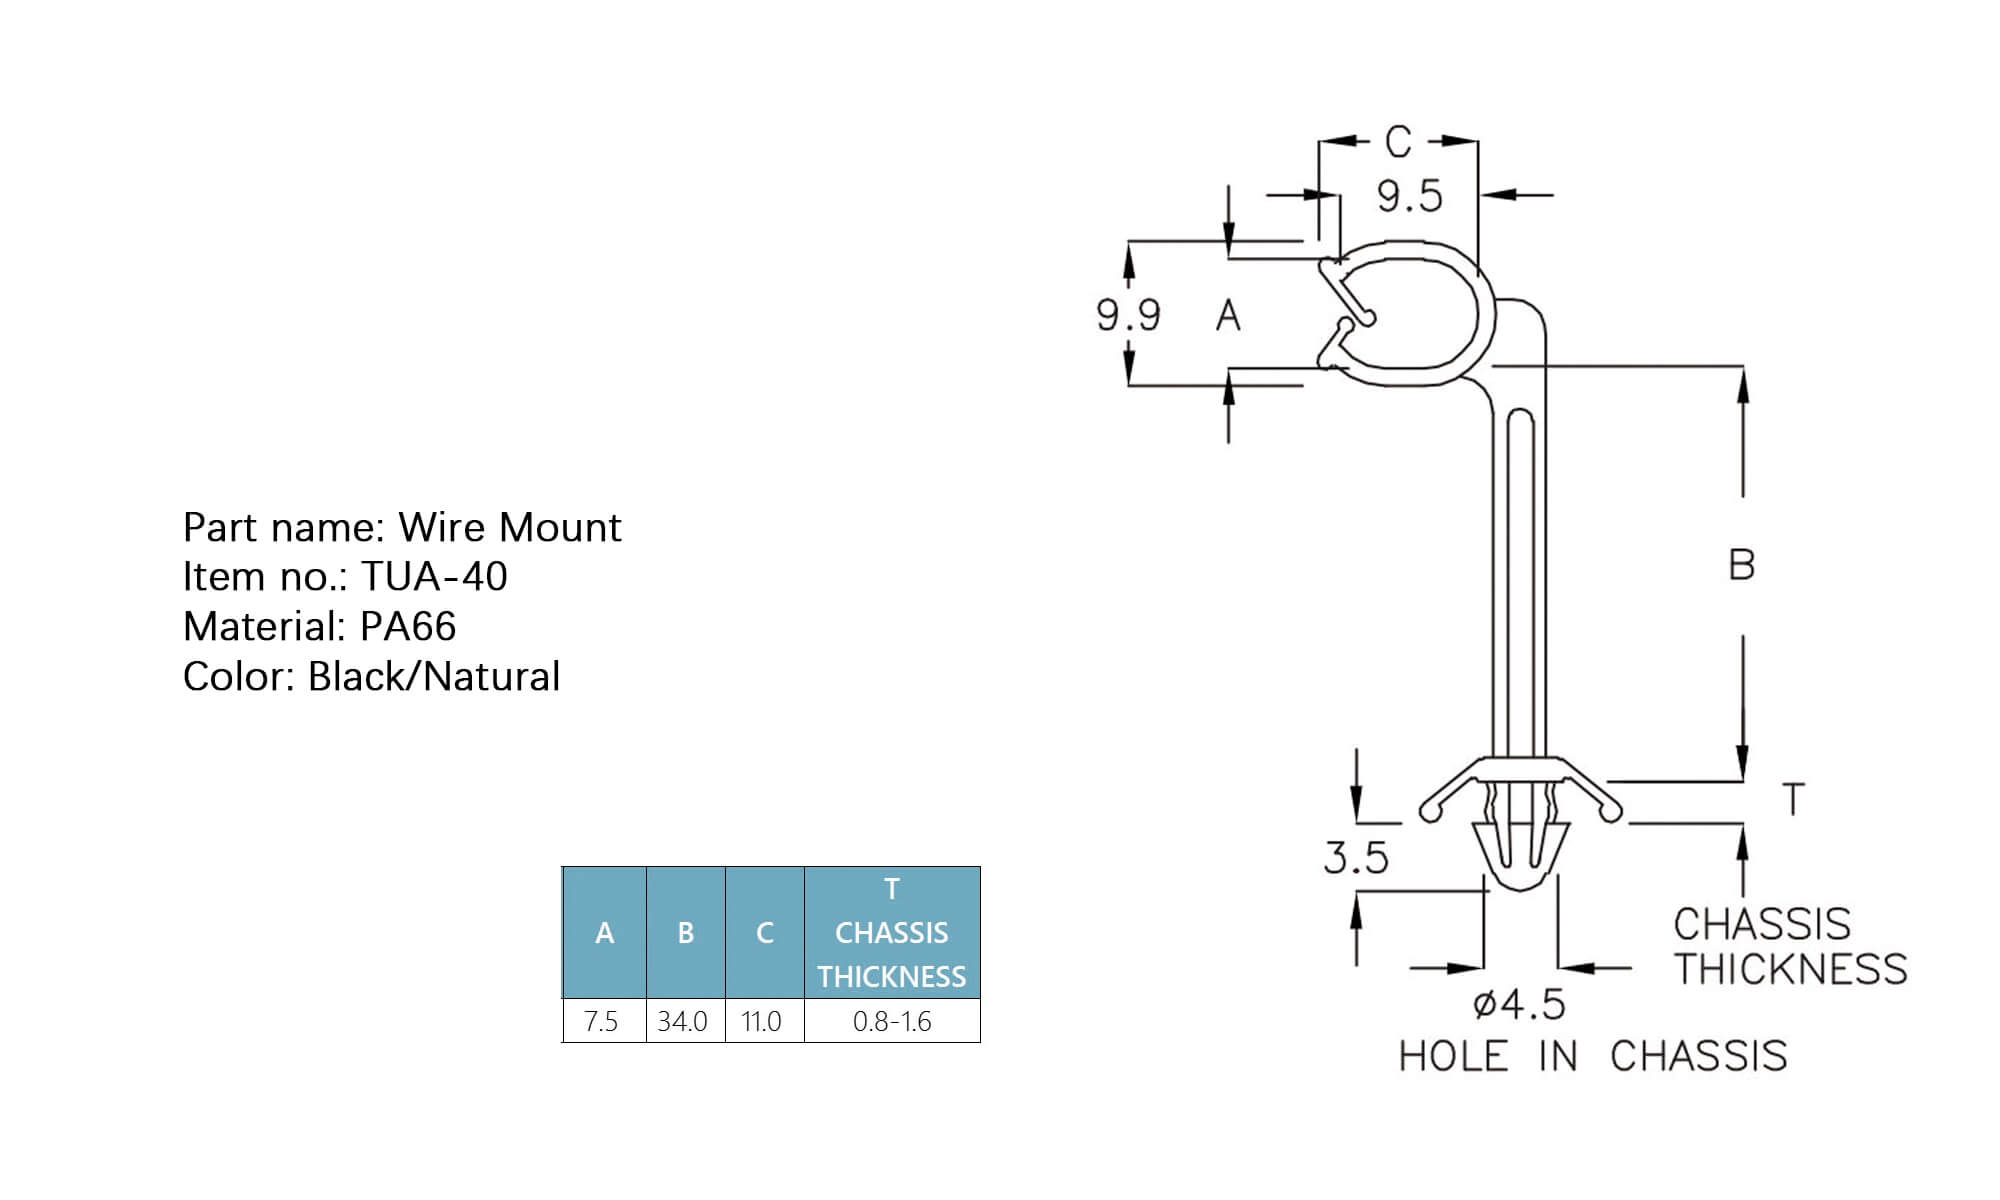 Part name: Wire Mount
Item no.: TUA-40
Material: PA66
Color: Black/Natural
A B C T CHASSIS THICKNESS
7.5 34.0 11.0 0.8-1.6
C
9.5
9.9 A
B
T
3.5
CHASSIS
THICKNESS
ø4.5
HOLE IN CHASSIS